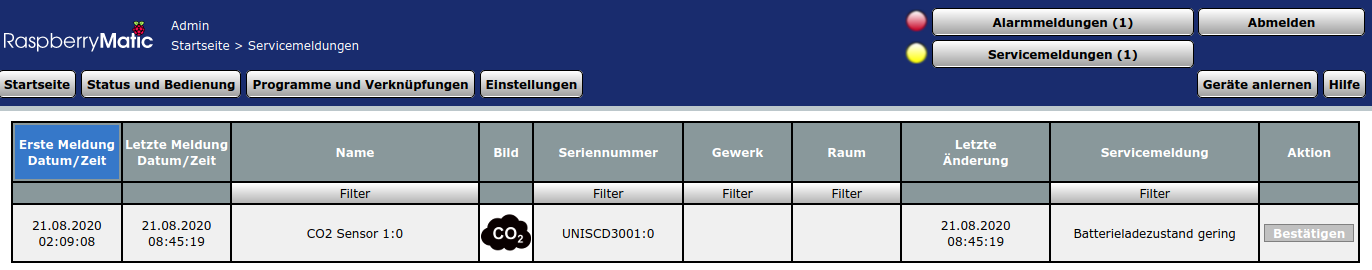 RaspberryMatic
Admin
Startseite > Servicemeldungen
Alarmmeldungen (1)
Abmelden
Servicemeldungen (1)
Startseite
Status und Bedienung
Programme und Verknüpfungen
Einstellungen
Geräte anlernen
Hilfe
Erste Meldung
Datum/Zeit
Letzte Meldung
Datum/Zeit
Name
Bild
Seriennummer
Gewerk
Raum
Letzte
Änderung
Servicemeldung
Aktion
Filter
Filter
Filter
Filter
Filter
21.08.2020
02:09:08
21.08.2020
08:45:19
CO2 Sensor 1:0
CO2
UNISCD3001:0
21.08.2020
08:45:19
Batterieladezustand gering
Bestätigen